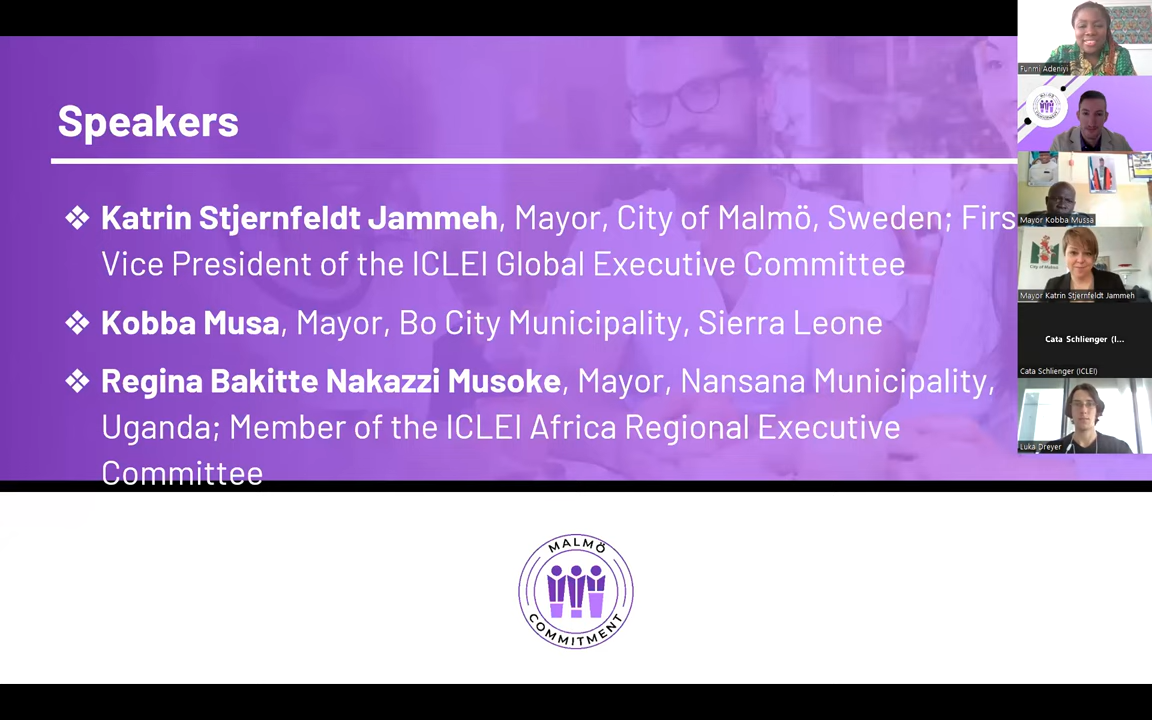 Speakers
❖ Katrin Stjernfeldt Jammeh, Mayor, City of Malmö, Sweden; Firs
Vice President of the ICLEI Global Executive Committee
❖ Kobba Musa, Mayor, Bo City Municipality, Sierra Leone
❖ Regina Bakitte Nakazzi Musoke, Mayor, Nansana Municipality,
Uganda; Member of the ICLEI Africa Regional Executive
Committee
Funmi Adeniyi
Mayor Kobba Mussa
City of Malmö
Mayor Katrin Stjernfeldt Jammeh
Cata Schlienger (I...
Cata Schlienger (ICLEI)
Luka Dreyer
MALMÖ
COMMITMENT